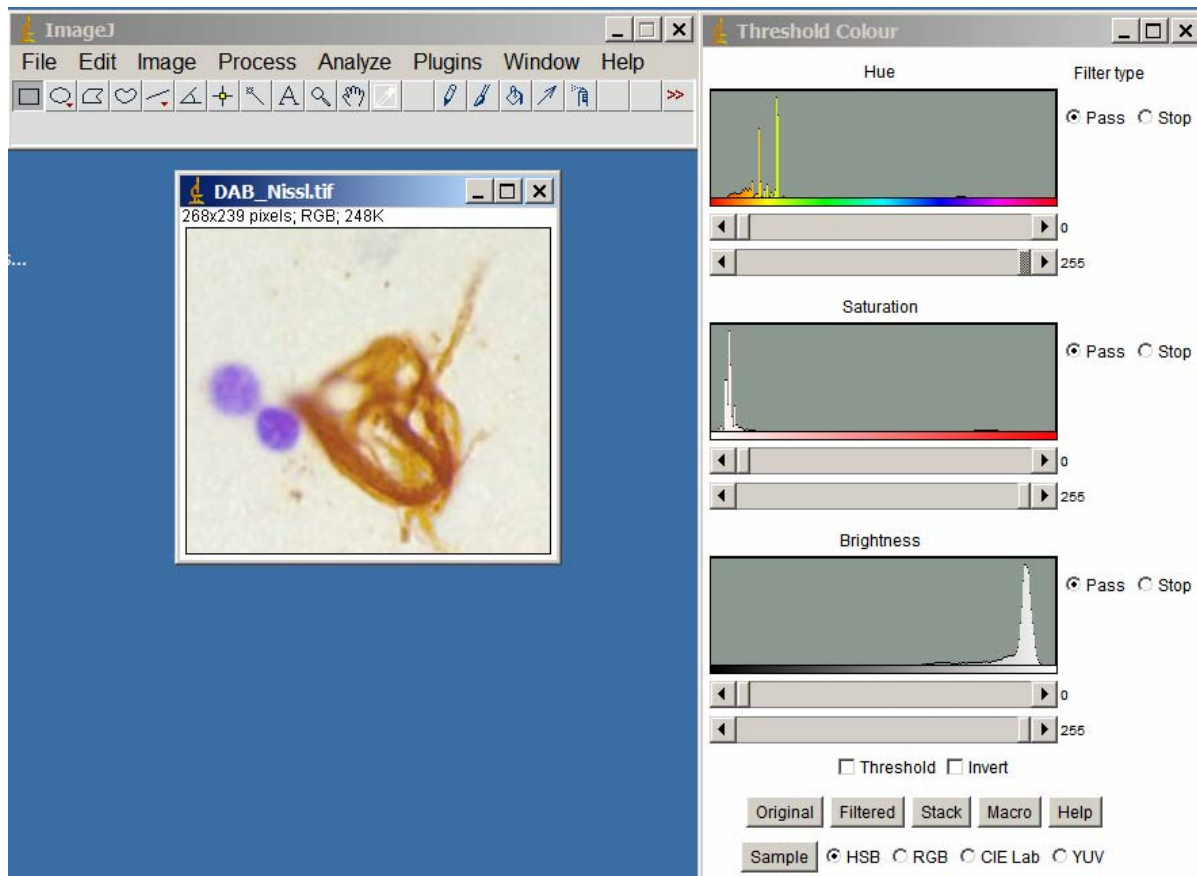 ImageJ
File Edit Image Process Analyze Plugins Window Help
A >>
s...
DAB_Nissl.tif
268x239 pixels; RGB; 248K
Threshold Colour
Hue Filter type
Pass Stop
0
255
Saturation
Pass Stop
0
255
Brightness
Pass Stop
0
255
Threshold Invert
Original Filtered Stack Macro Help
Sample HSB RGB CIE Lab YUV